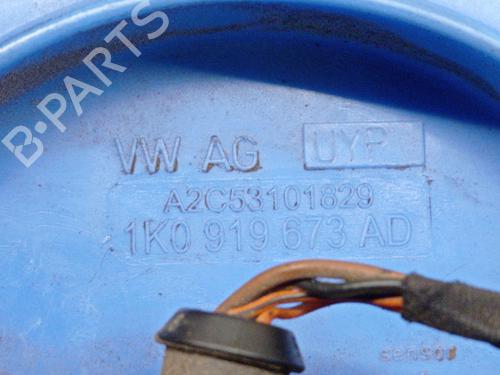 B-PARTS
VW AG UYP
A2C53101829
1K0 919 673 AD
sensor